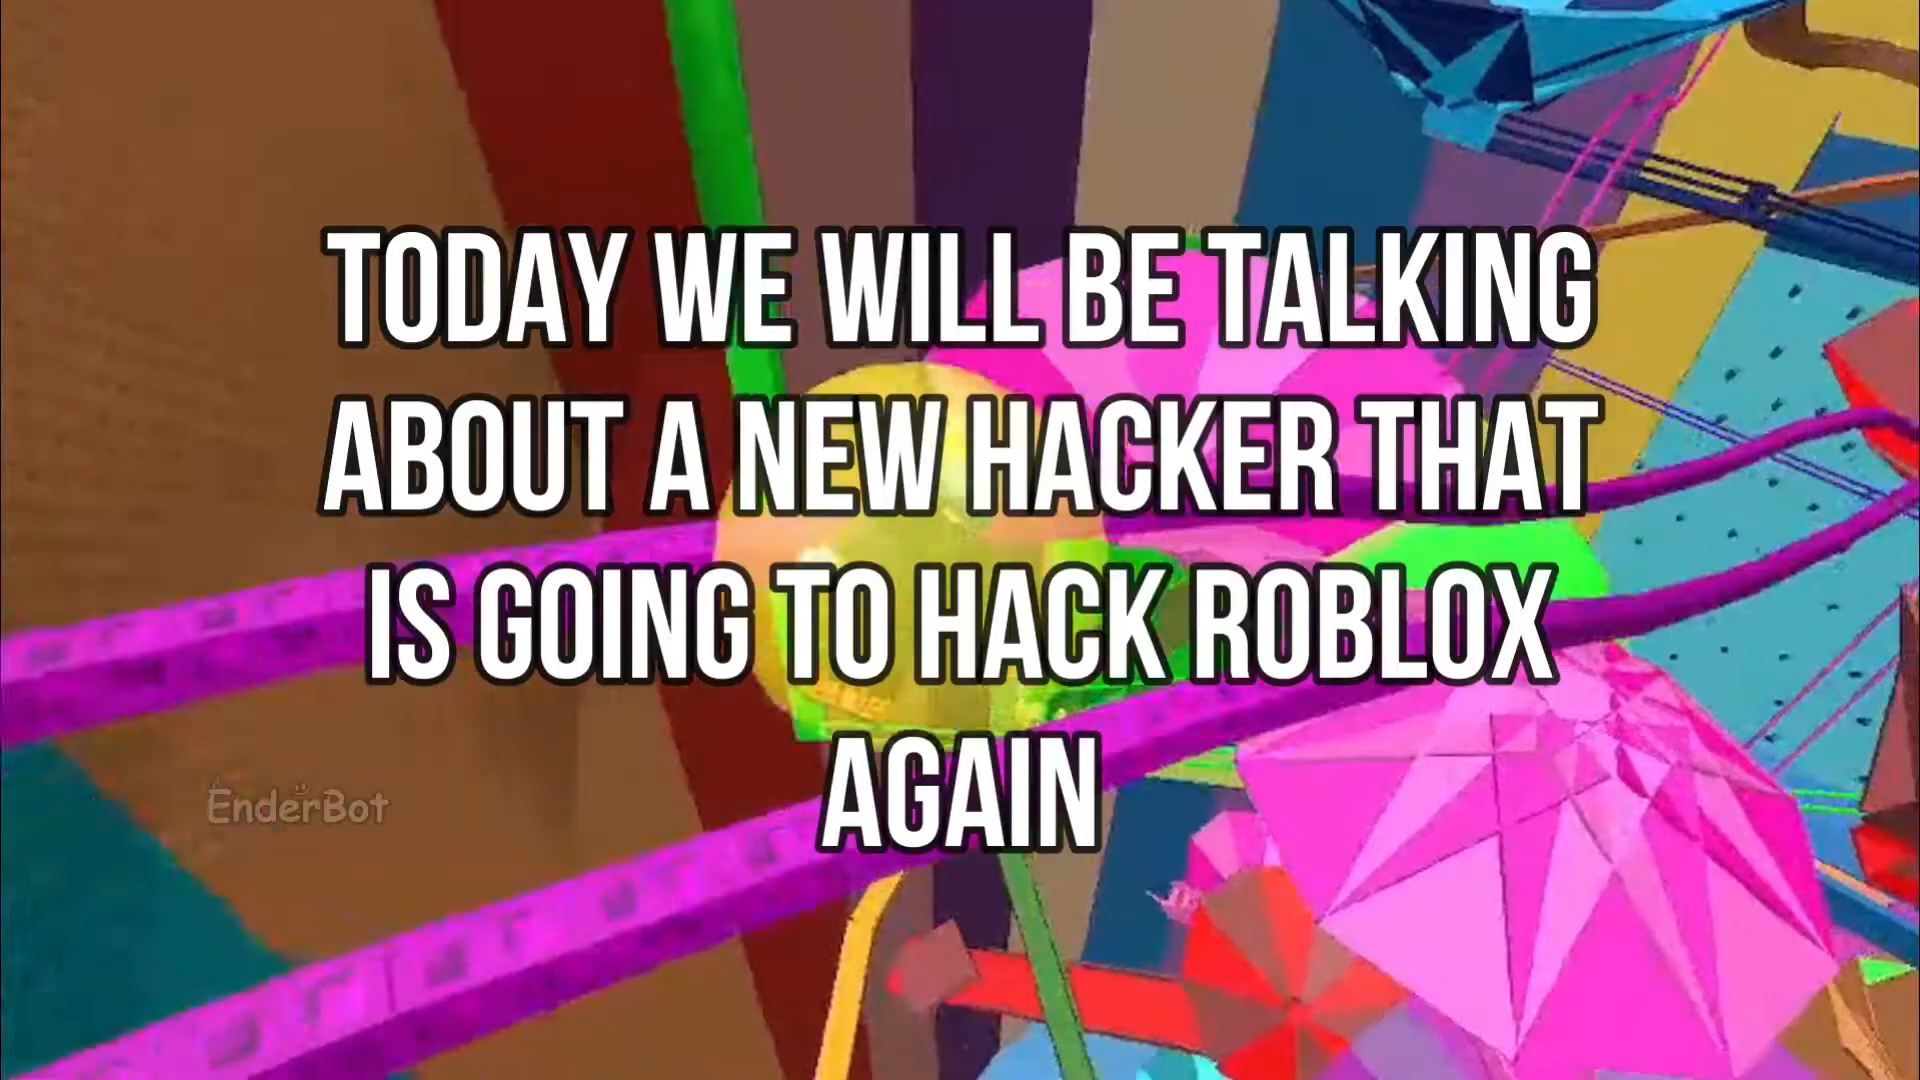 TODAY WE WILL BE TALKING
ABOUT A NEW HACKER THAT
IS GOING TO HACK ROBLOX
AGAIN
EnderBot